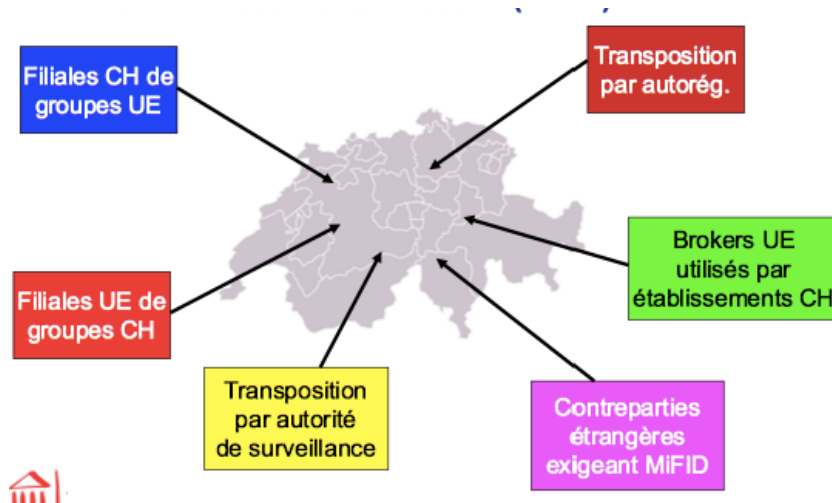 Filiales CH de
groupes UE
Transposition
par autorég.
Brokers UE
utilisés par
établissements CH
Filiales UE de
groupes CH
Transposition
par autorité
de surveillance
Contreparties
étrangères
exigeant MiFID